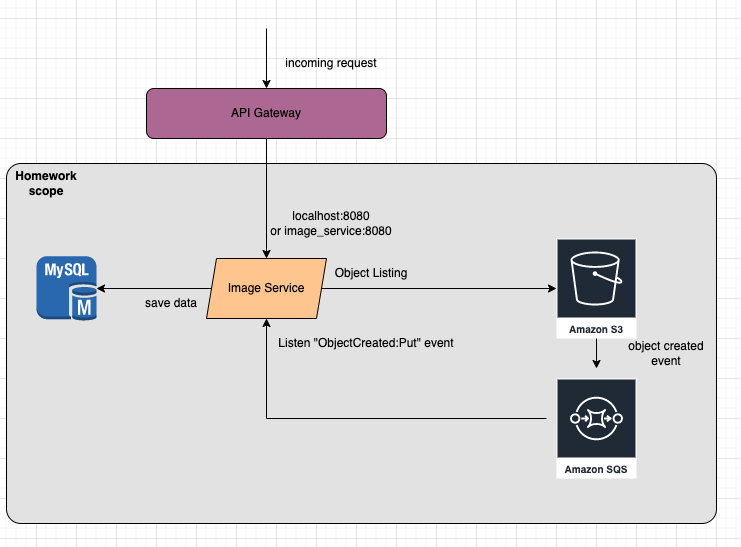 incoming request
API Gateway
Homework
scope
localhost:8080
or image_service:8080
MySQL
M
Image Service
Object Listing
save data
Amazon S3
Listen "ObjectCreated:Put" event
object created
event
Amazon SQS